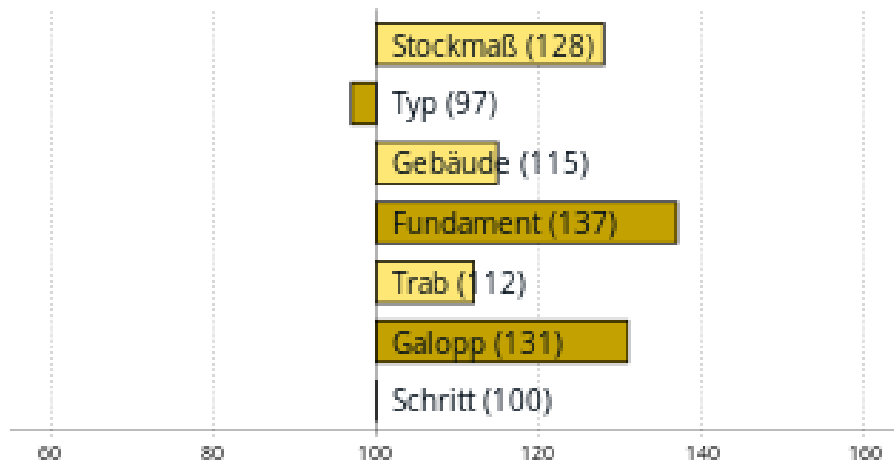 Stockmaß (128)
Typ (97)
Gebäude (115)
Fundament (137)
Trab (112)
Galopp (131)
Schritt (100)
60 80 100 120 140 160